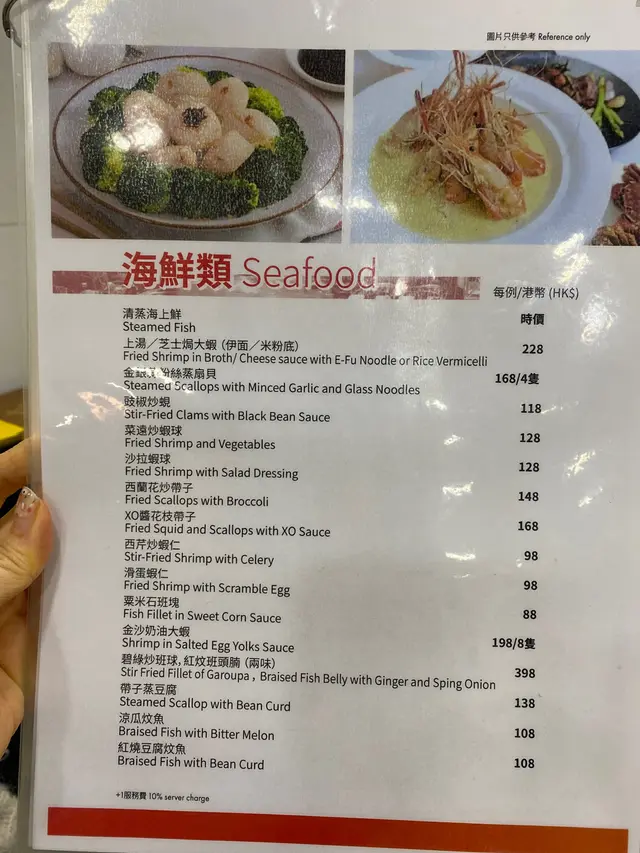 圖片只供參考 Reference only
海鮮類 Seafood
每例/港幣 (HK$)
清蒸海上鮮
Steamed Fish
時價
上湯／芝士焗大蝦（伊面／米粉底）
Fried Shrimp in Broth/ Cheese sauce with E-Fu Noodle or Rice Vermicelli
228
金銀 粉絲蒸扇貝
Steamed Scallops with Minced Garlic and Glass Noodles
168/4隻
豉椒炒蜆
Stir-Fried Clams with Black Bean Sauce
118
菜遠炒蝦球
Fried Shrimp and Vegetables
128
沙拉蝦球
Fried Shrimp with Salad Dressing
128
西蘭花炒帶子
Fried Scallops with Broccoli
148
XO醬花枝帶子
Fried Squid and Scallops with XO Sauce
168
西芹炒蝦仁
Stir-Fried Shrimp with Celery
98
滑蛋蝦仁
Fried Shrimp with Scramble Egg
98
粟米石班塊
Fish Fillet in Sweet Corn Sauce
88
金沙奶油大蝦
Shrimp in Salted Egg Yolks Sauce
198/8隻
碧綠炒班球, 紅炆班頭腩（兩味）
Stir Fried Fillet of Garoupa , Braised Fish Belly with Ginger and Sping Onion
398
帶子蒸豆腐
Steamed Scallop with Bean Curd
138
涼瓜炆魚
Braised Fish with Bitter Melon
108
紅燒豆腐炆魚
Braised Fish with Bean Curd
108
+1服務費 10% server charge